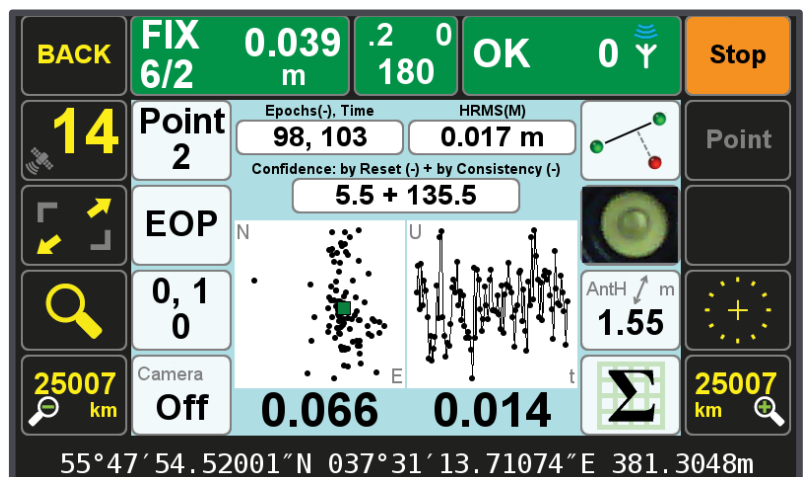 BACK
FIX 0.039
6/2 m
.2 0
180
OK 0
Stop
14
Point
2
Epochs(-), Time
98, 103
HRMS(M)
0.017 m
Point
Confidence: by Reset (-) + by Consistency (-)
5.5 + 135.5
EOP
N
U
0, 1
0
AntH m
1.55
E
t
25007
km
Camera
Off
0.066
0.014
Σ
25007
km
55°47′54.52001″N 037°31′13.71074″E 381.3048m